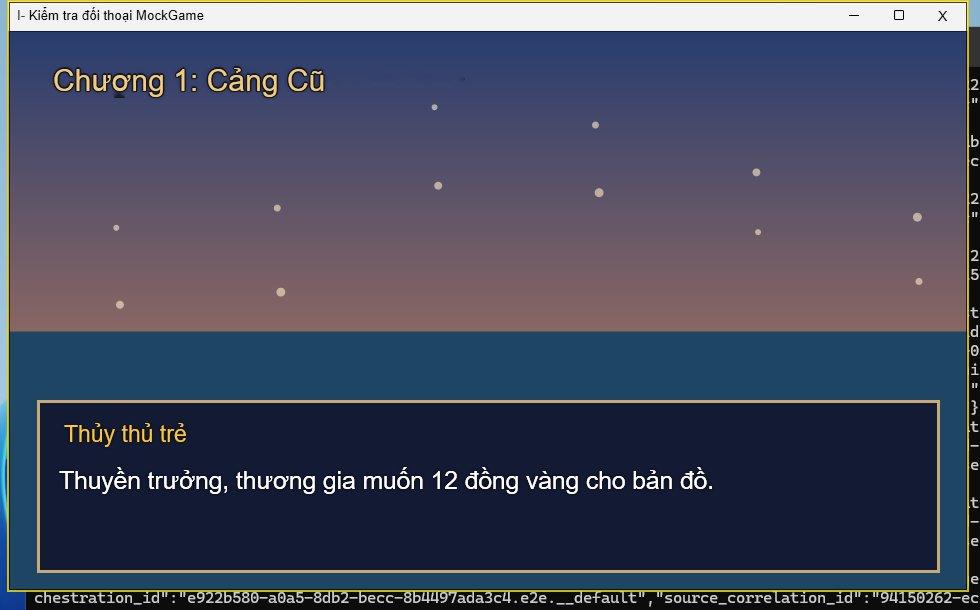 I- Kiểm tra đối thoại MockGame
Chương 1: Cảng Cũ
Thủy thủ trẻ
Thuyền trưởng, thương gia muốn 12 đồng vàng cho bản đồ.
chestration_id":"e922b580-a0a5-8db2-becc-8b4497ada3c4.e2e.__default","source_correlation_id":"94150262-e